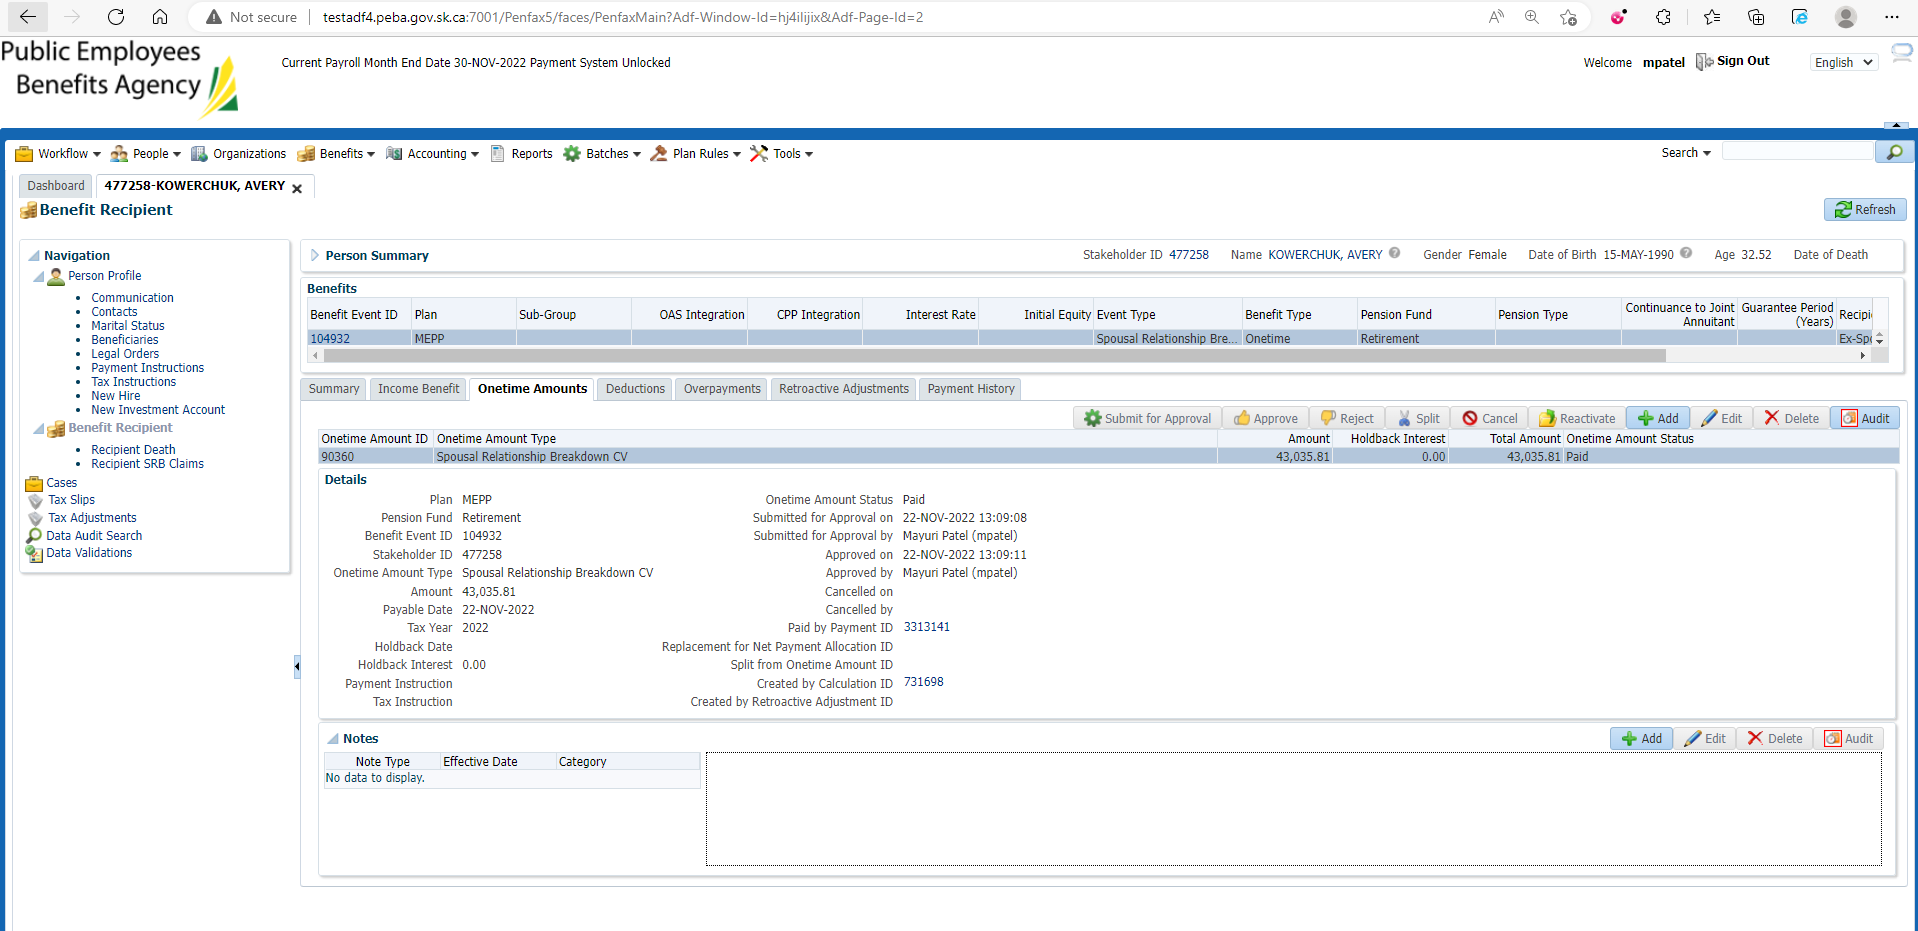 Not secure
testadf4.peba.gov.sk.ca:7001/Penfax5/faces/PenfaxMain?Adf-Window-Id=hj4ilijix&Adf-Page-Id=2
Public Employees
Benefits Agency
Current Payroll Month End Date 30-NOV-2022 Payment System Unlocked
Welcome mpatel Sign Out English
Workflow People Organizations Benefits Accounting Reports Batches Plan Rules Tools Search
Dashboard 477258-KOWERCHUK, AVERY
Benefit Recipient
Refresh
Navigation
Person Profile
Communication
Contacts
Marital Status
Beneficiaries
Legal Orders
Payment Instructions
Tax Instructions
New Hire
New Investment Account
Benefit Recipient
Recipient Death
Recipient SRB Claims
Cases
Tax Slips
Tax Adjustments
Data Audit Search
Data Validations
Person Summary Stakeholder ID 477258 Name KOWERCHUK, AVERY Gender Female Date of Birth 15-MAY-1990 Age 32.52 Date of Death
Benefits
Benefit Event ID Plan Sub-Group OAS Integration CPP Integration Interest Rate Initial Equity Event Type Benefit Type Pension Fund Pension Type Continuance to Joint Annuitant Guarantee Period (Years) Recipi
104932 MEPP Spousal Relationship Bre... Onetime Retirement Ex-Spo
Summary Income Benefit Onetime Amounts Deductions Overpayments Retroactive Adjustments Payment History
Submit for Approval Approve Reject Split Cancel Reactivate Add Edit Delete Audit
Onetime Amount ID Onetime Amount Type Amount Holdback Interest Total Amount Onetime Amount Status
90360 Spousal Relationship Breakdown CV 43,035.81 0.00 43,035.81 Paid
Details
Plan MEPP Onetime Amount Status Paid
Pension Fund Retirement Submitted for Approval on 22-NOV-2022 13:09:08
Benefit Event ID 104932 Submitted for Approval by Mayuri Patel (mpatel)
Stakeholder ID 477258 Approved on 22-NOV-2022 13:09:11
Onetime Amount Type Spousal Relationship Breakdown CV Approved by Mayuri Patel (mpatel)
Amount 43,035.81 Cancelled on
Payable Date 22-NOV-2022 Cancelled by
Tax Year 2022 Paid by Payment ID 3313141
Holdback Date Replacement for Net Payment Allocation ID
Holdback Interest 0.00 Split from Onetime Amount ID
Payment Instruction Created by Calculation ID 731698
Tax Instruction Created by Retroactive Adjustment ID
Notes Add Edit Delete Audit
Note Type Effective Date Category
No data to display.